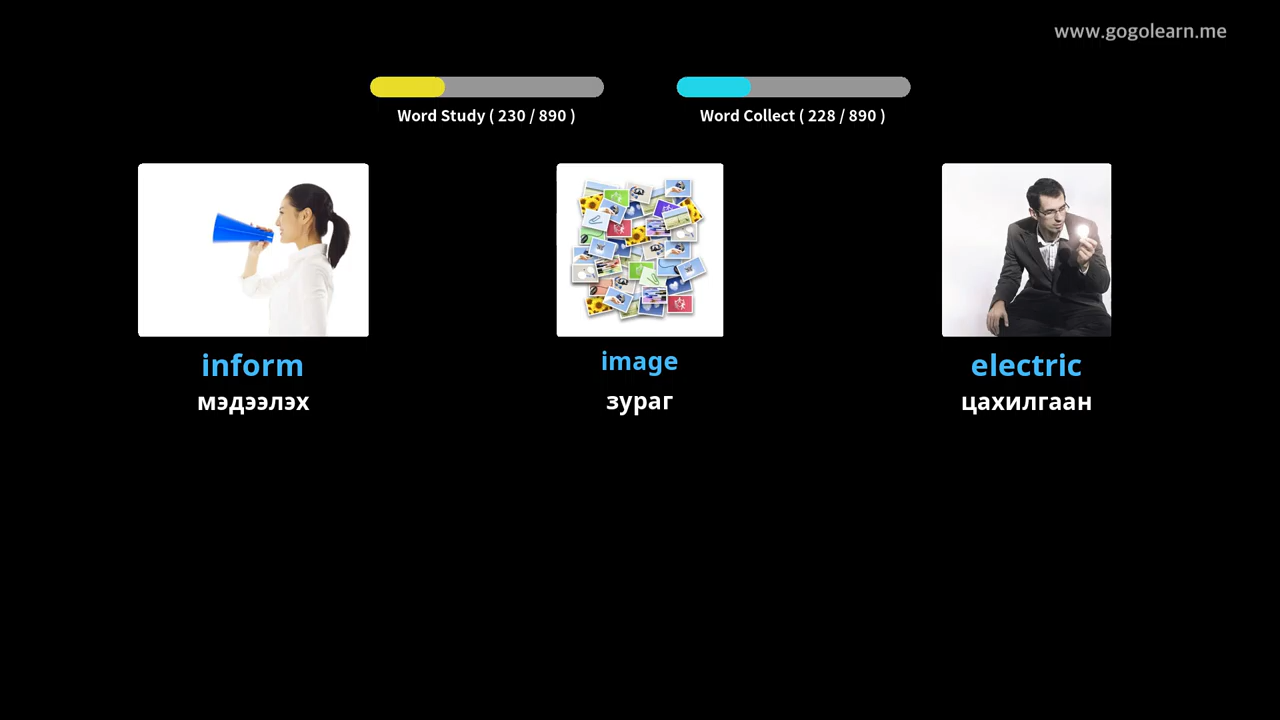 www.gogolearn.me
Word Study ( 230 / 890 )
Word Collect ( 228 / 890 )
inform
мэдээлэх
image
зураг
electric
цахилгаан